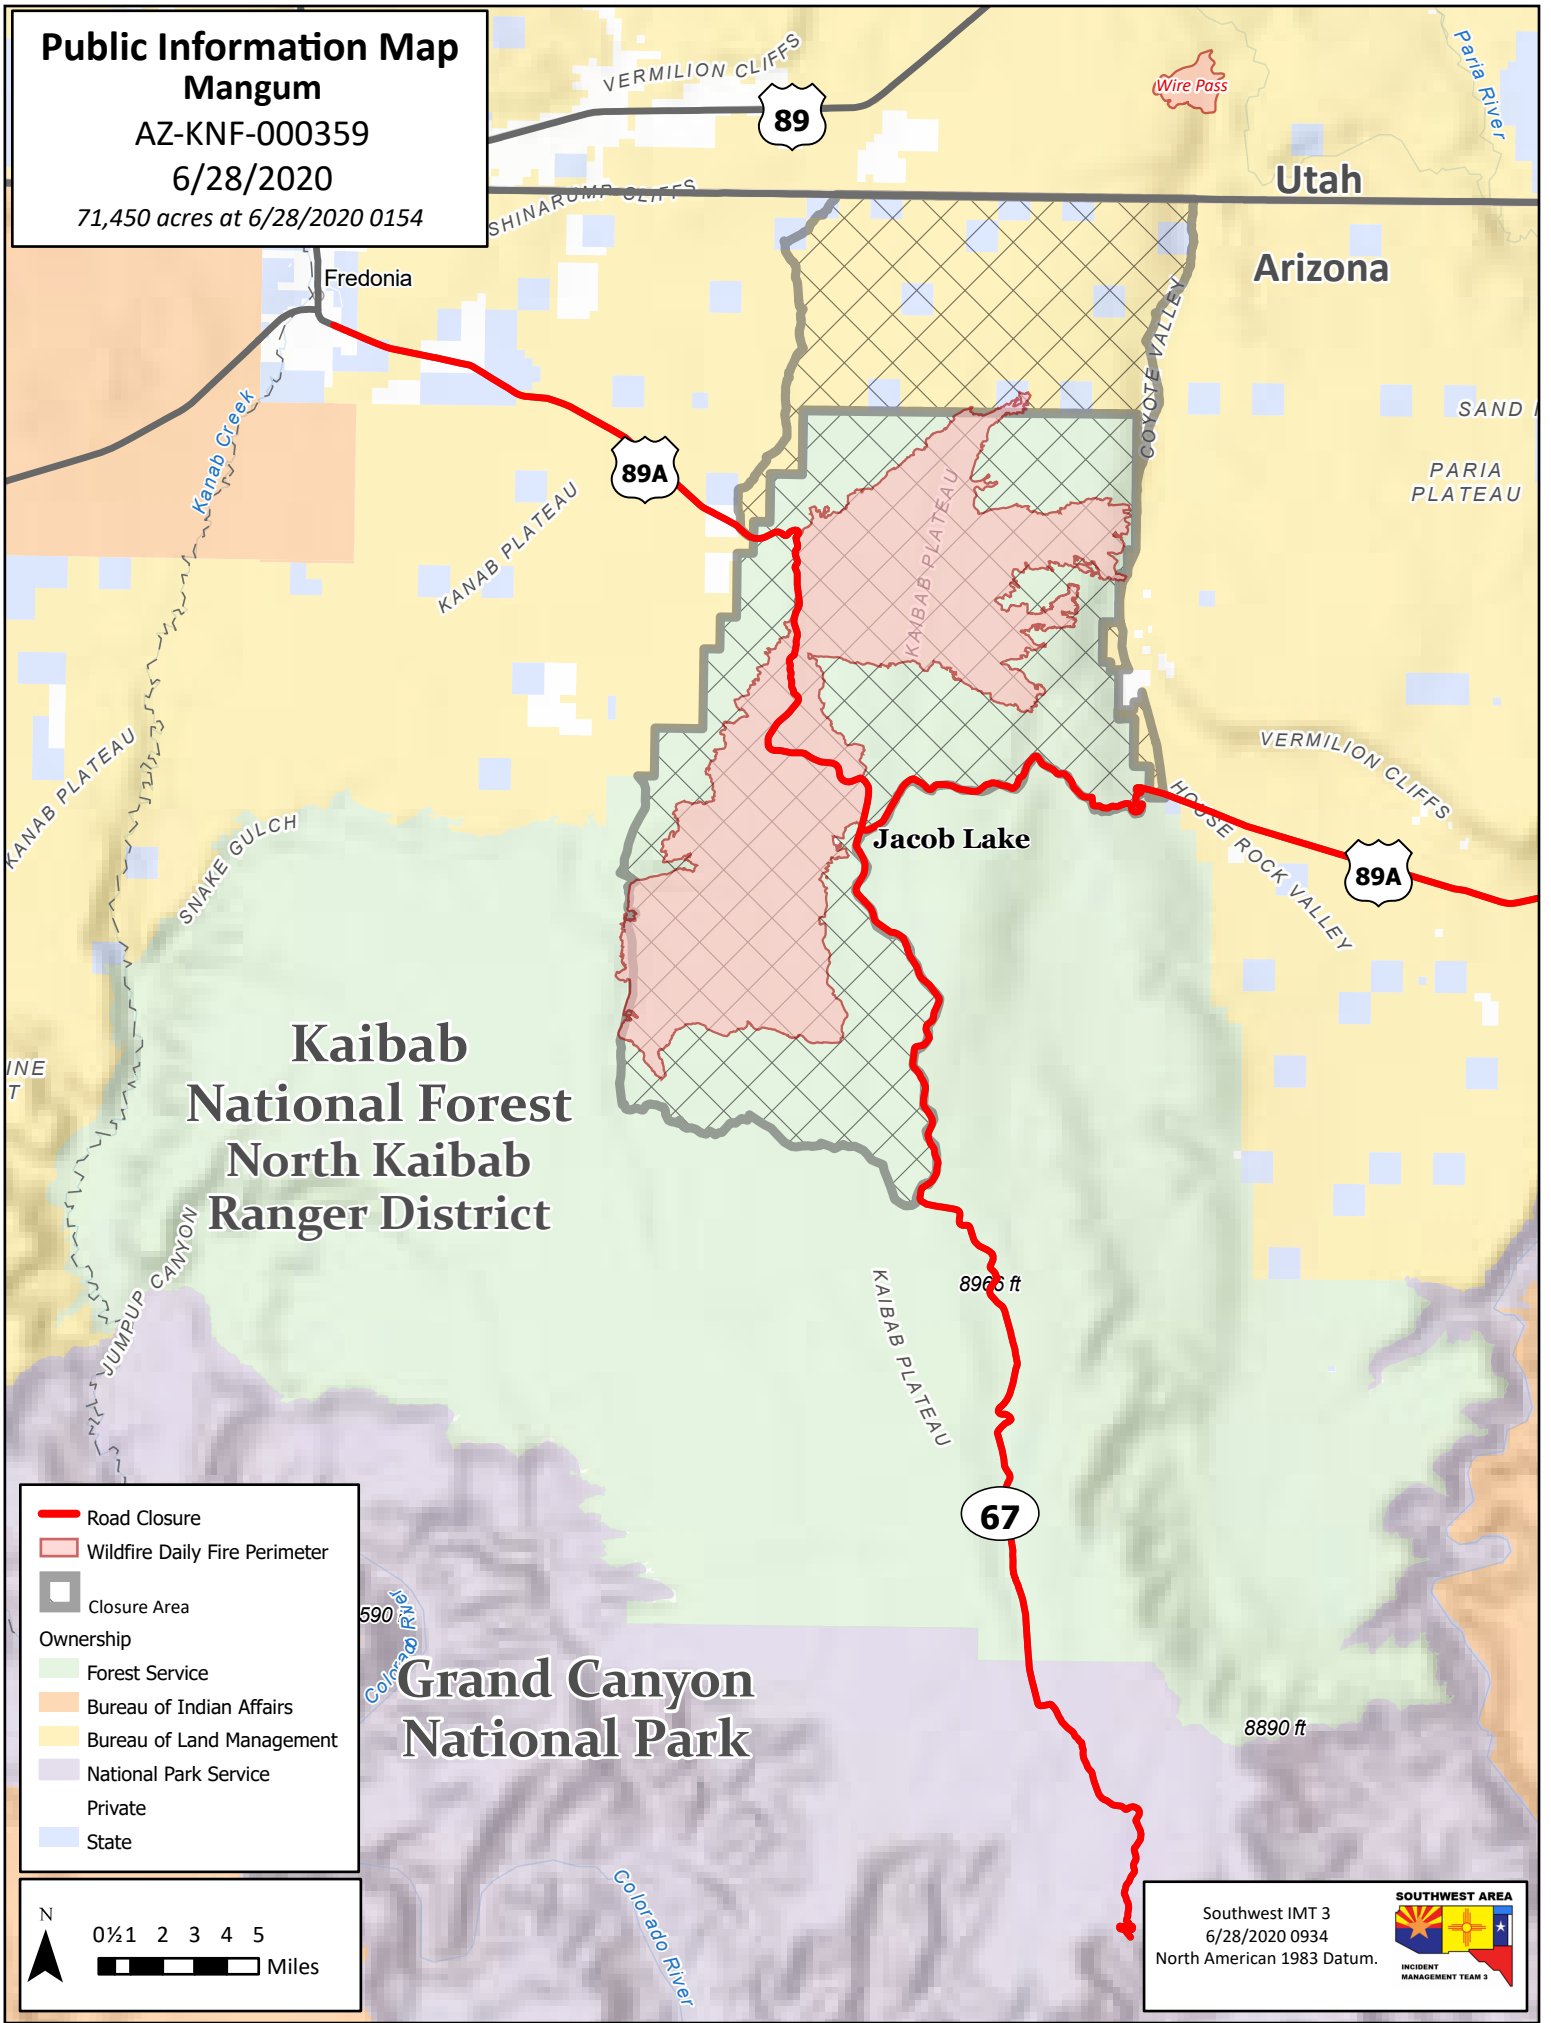 Public Information Map
Mangum
AZ-KNF-000359
6/28/2020
71,450 acres at 6/28/2020 0154
VERMILION CLIFFS
89
Wire Pass
Paria River
Utah
SHINARUMP CLIFFS
Arizona
Fredonia
COYOTE VALLEY
Kanab Creek
SAND
89A
PARIA
PLATEAU
KANAB PLATEAU
KAIBAB PLATEAU
KANAB PLATEAU
VERMILION CLIFFS
SNAKE GULCH
Jacob Lake
HOUSE ROCK VALLEY
89A
Kaibab
National Forest
North Kaibab
Ranger District
INE
T
JUMPUP CANYON
KAIBAB PLATEAU
8966 ft
67
Road Closure
Wildfire Daily Fire Perimeter
Closure Area
Ownership
Forest Service
Bureau of Indian Affairs
Bureau of Land Management
National Park Service
Private
State
590
Colorado River
Grand Canyon
National Park
8890 ft
Colorado River
N
0 ½ 1 2 3 4 5
Miles
Southwest IMT 3
6/28/2020 0934
North American 1983 Datum.
SOUTHWEST AREA
INCIDENT
MANAGEMENT TEAM 3